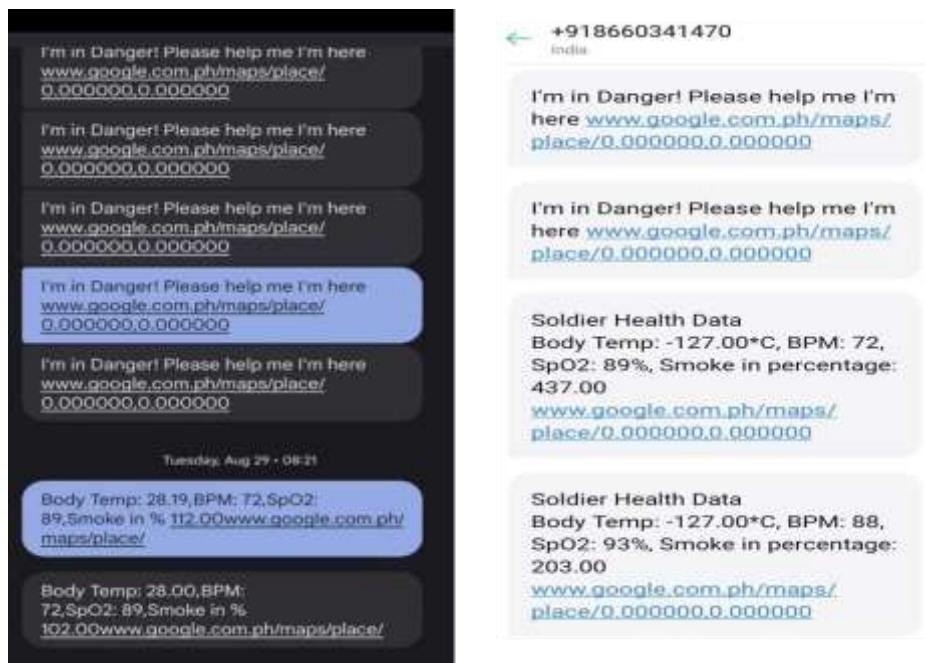 I'm in Danger! Please help me I'm here
www.google.com.ph/maps/place/
0.000000,0.000000
I'm in Danger! Please help me I'm here
www.google.com.ph/maps/place/
0.000000,0.000000
I'm in Danger! Please help me I'm here
www.google.com.ph/maps/place/
0.000000,0.000000
I'm in Danger! Please help me I'm here
www.google.com.ph/maps/place/
0.000000,0.000000
I'm in Danger! Please help me I'm here
www.google.com.ph/maps/place/
0.000000,0.000000
Tuesday, Aug 29 • 08:21
Body Temp: 28.19,BPM: 72,SpO2:
89,Smoke in % 112.00www.google.com.ph/
maps/place/
Body Temp: 28.00,BPM:
72,SpO2: 89,Smoke in %
102.00www.google.com.ph/maps/place/
+918660341470
India
I'm in Danger! Please help me I'm
here www.google.com.ph/maps/
place/0.000000,0.000000
I'm in Danger! Please help me I'm
here www.google.com.ph/maps/
place/0.000000,0.000000
Soldier Health Data
Body Temp: -127.00*C, BPM: 72,
SpO2: 89%, Smoke in percentage:
437.00
www.google.com.ph/maps/
place/0.000000,0.000000
Soldier Health Data
Body Temp: -127.00*C, BPM: 88,
SpO2: 93%, Smoke in percentage:
203.00
www.google.com.ph/maps/
place/0.000000,0.000000